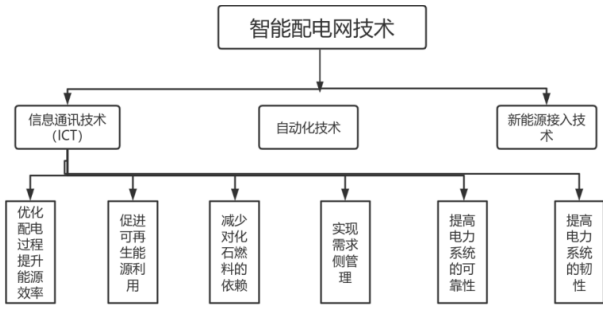 智能配电网技术
信息通讯技术
（ICT）
自动化技术
新能源接入技
术
优化
配电
过程
提升
能源
效率
促进
可再
生能
源利
用
减少
对化
石燃
料的
依赖
实现
需求
侧管
理
提高
电力
系统
的可
靠性
提高
电力
系统
的韧
性